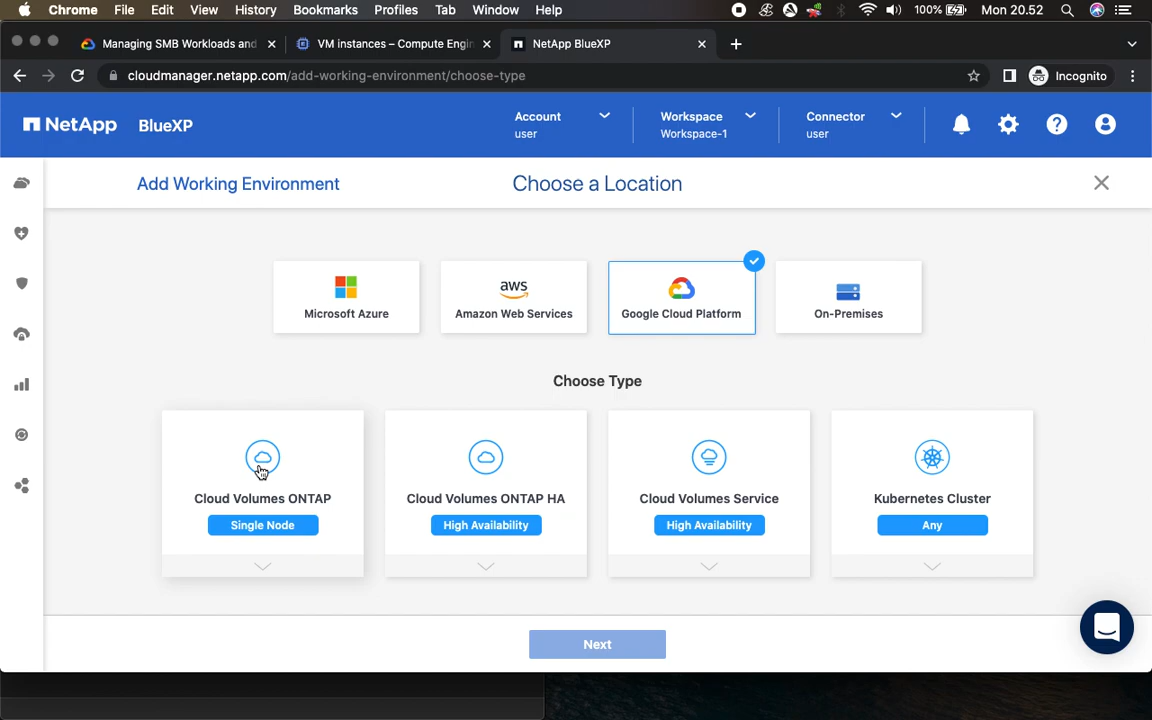 Chrome File Edit View History Bookmarks Profiles Tab Window Help 100% Mon 20.52
Managing SMB Workloads and VM instances – Compute Engin NetApp BlueXP
cloudmanager.netapp.com/add-working-environment/choose-type Incognito
NetApp BlueXP Account Workspace Connector
user Workspace-1 user
Add Working Environment Choose a Location
aws
Microsoft Azure Amazon Web Services Google Cloud Platform On-Premises
Choose Type
Cloud Volumes ONTAP Cloud Volumes ONTAP HA Cloud Volumes Service Kubernetes Cluster
Single Node High Availability High Availability Any
Next